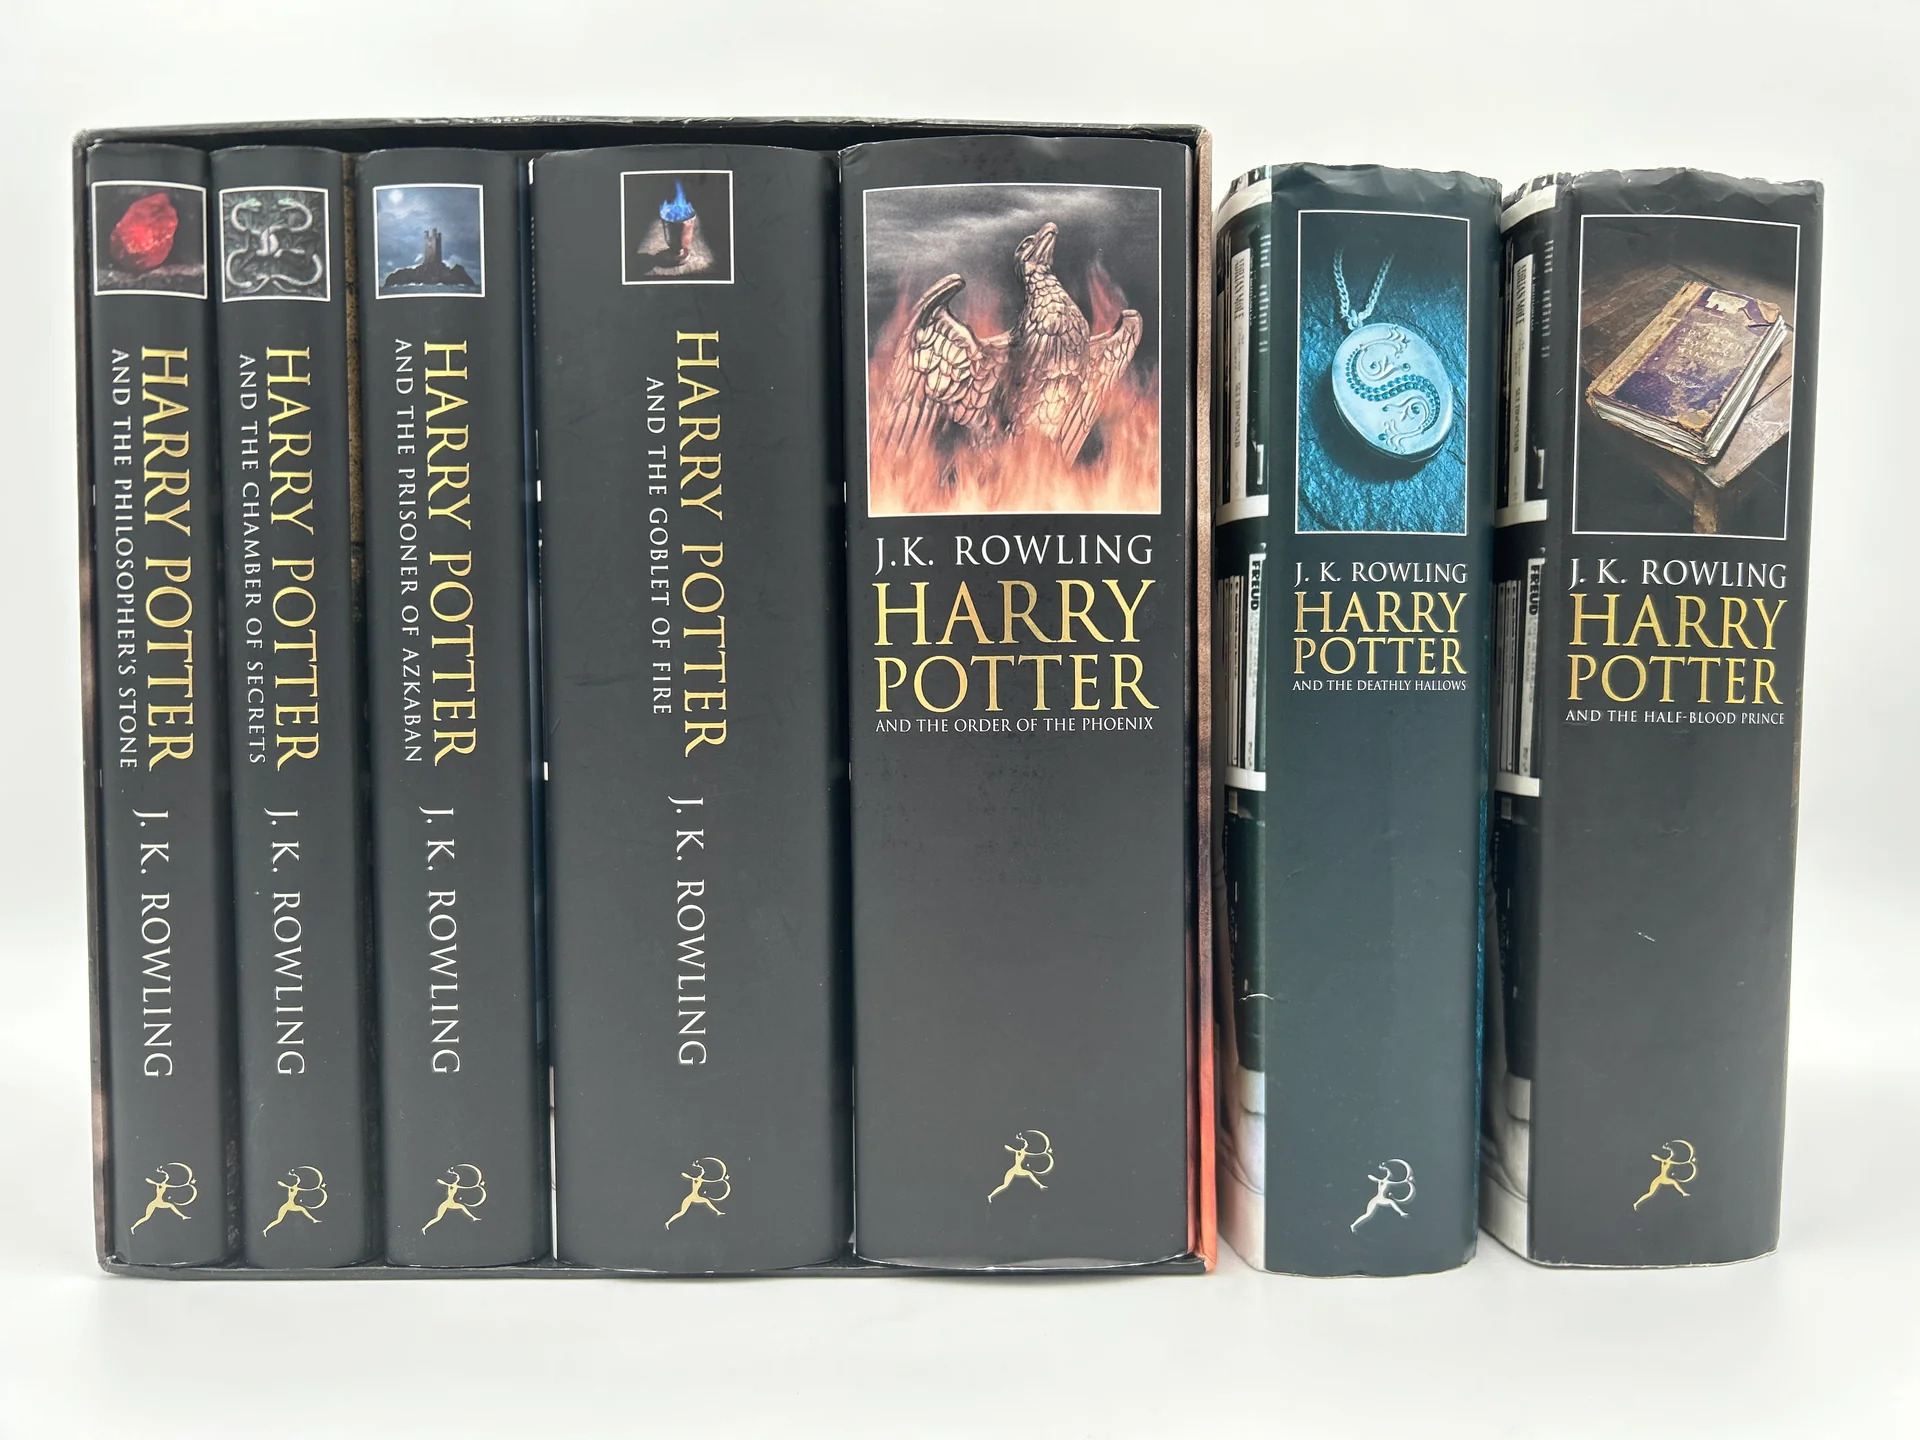 HARRY POTTER
AND THE PHILOSOPHER'S STONE
J. K. ROWLING
HARRY POTTER
AND THE CHAMBER OF SECRETS
J. K. ROWLING
HARRY POTTER
AND THE PRISONER OF AZKABAN
J. K. ROWLING
HARRY POTTER
AND THE GOBLET OF FIRE
J. K. ROWLING
J.K. ROWLING
HARRY
POTTER
AND THE ORDER OF THE PHOENIX
FREUD
J. K. ROWLING
HARRY
POTTER
AND THE DEATHLY HALLOWS
FREUD
J. K. ROWLING
HARRY
POTTER
AND THE HALF-BLOOD PRINCE